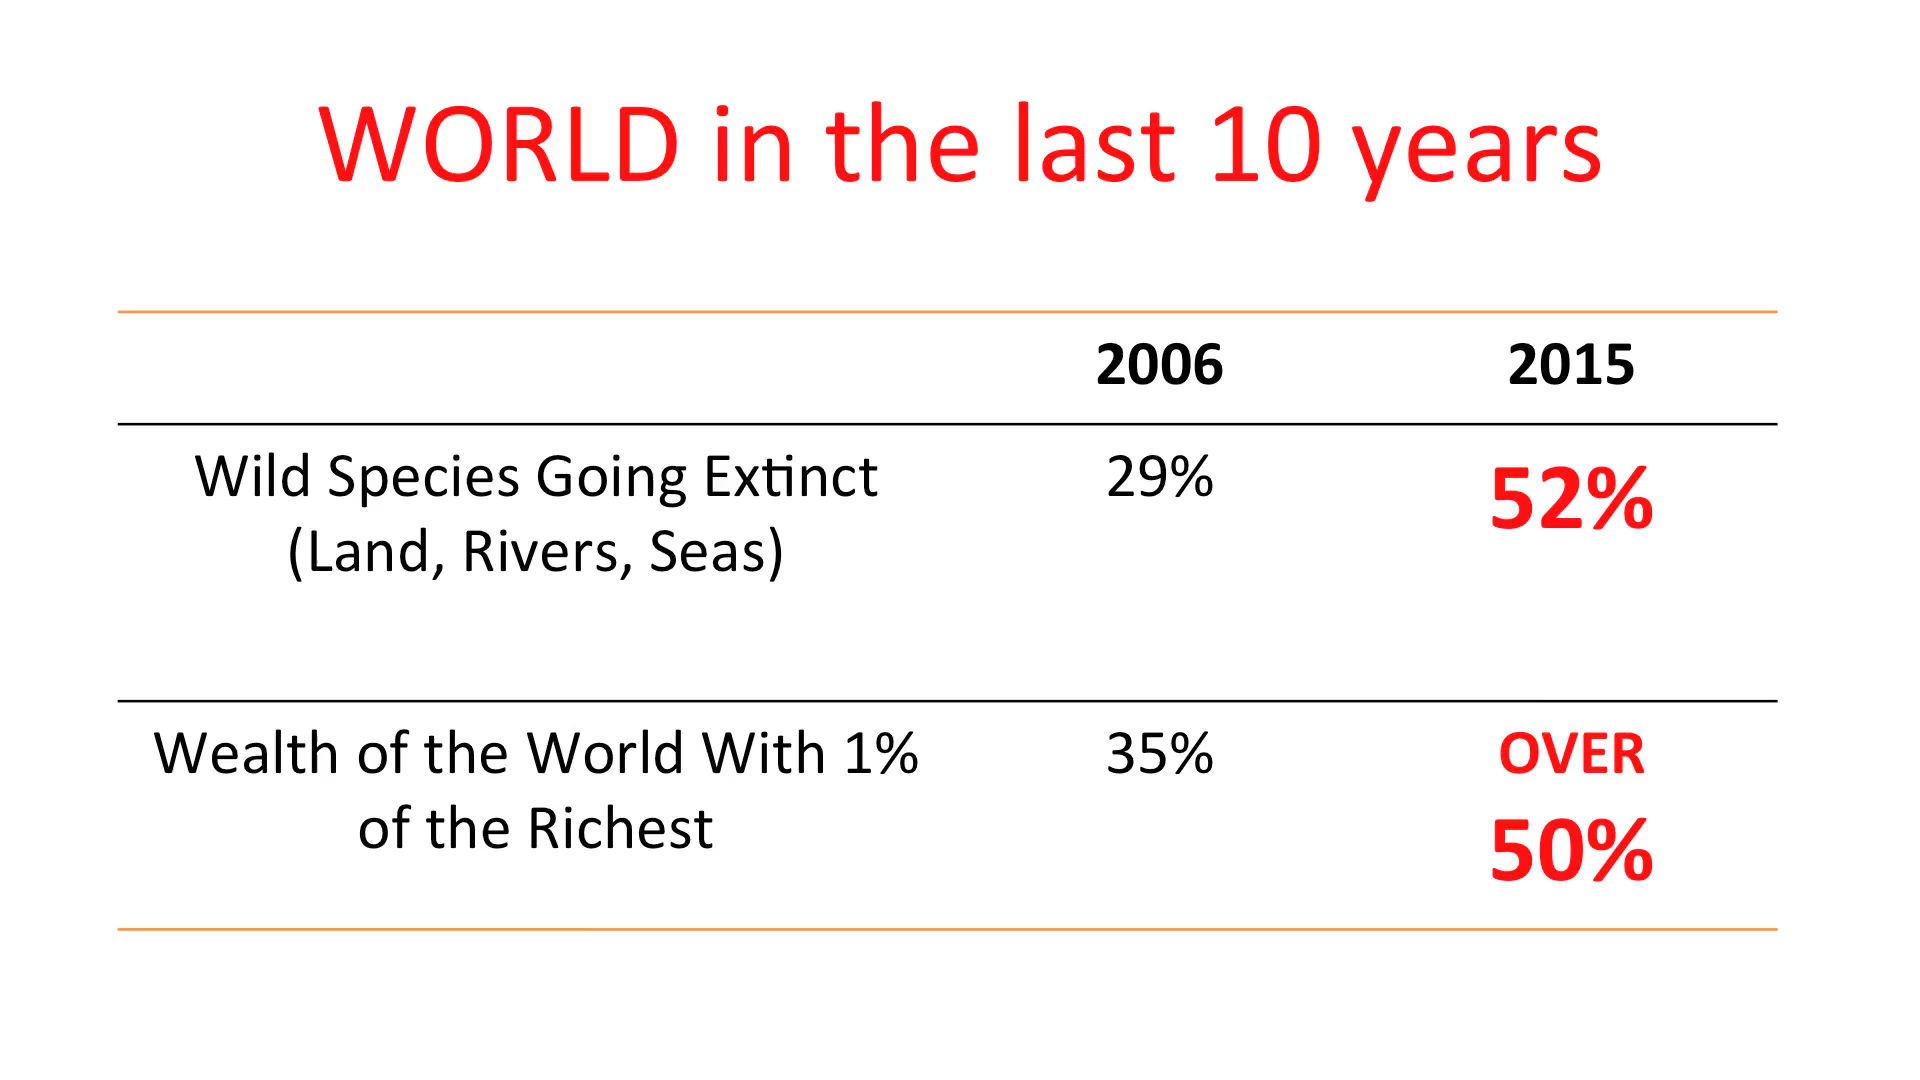 WORLD in the last 10 years
2006 2015
Wild Species Going Extinct 29% 52%
(Land, Rivers, Seas)
Wealth of the World With 1% 35% OVER
of the Richest 50%